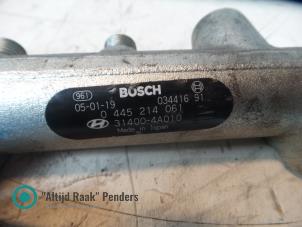 961 BOSCH
05-01-19 034416 91
0 445 214 061
31400-4A010
Made in Japan
"Altijd Raak" Penders